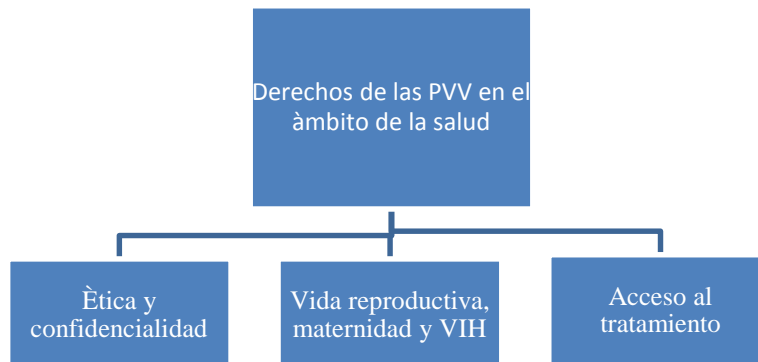 Derechos de las PVV en el
àmbito de la salud
Ètica y
confidencialidad
Vida reproductiva,
maternidad y VIH
Acceso al
tratamiento